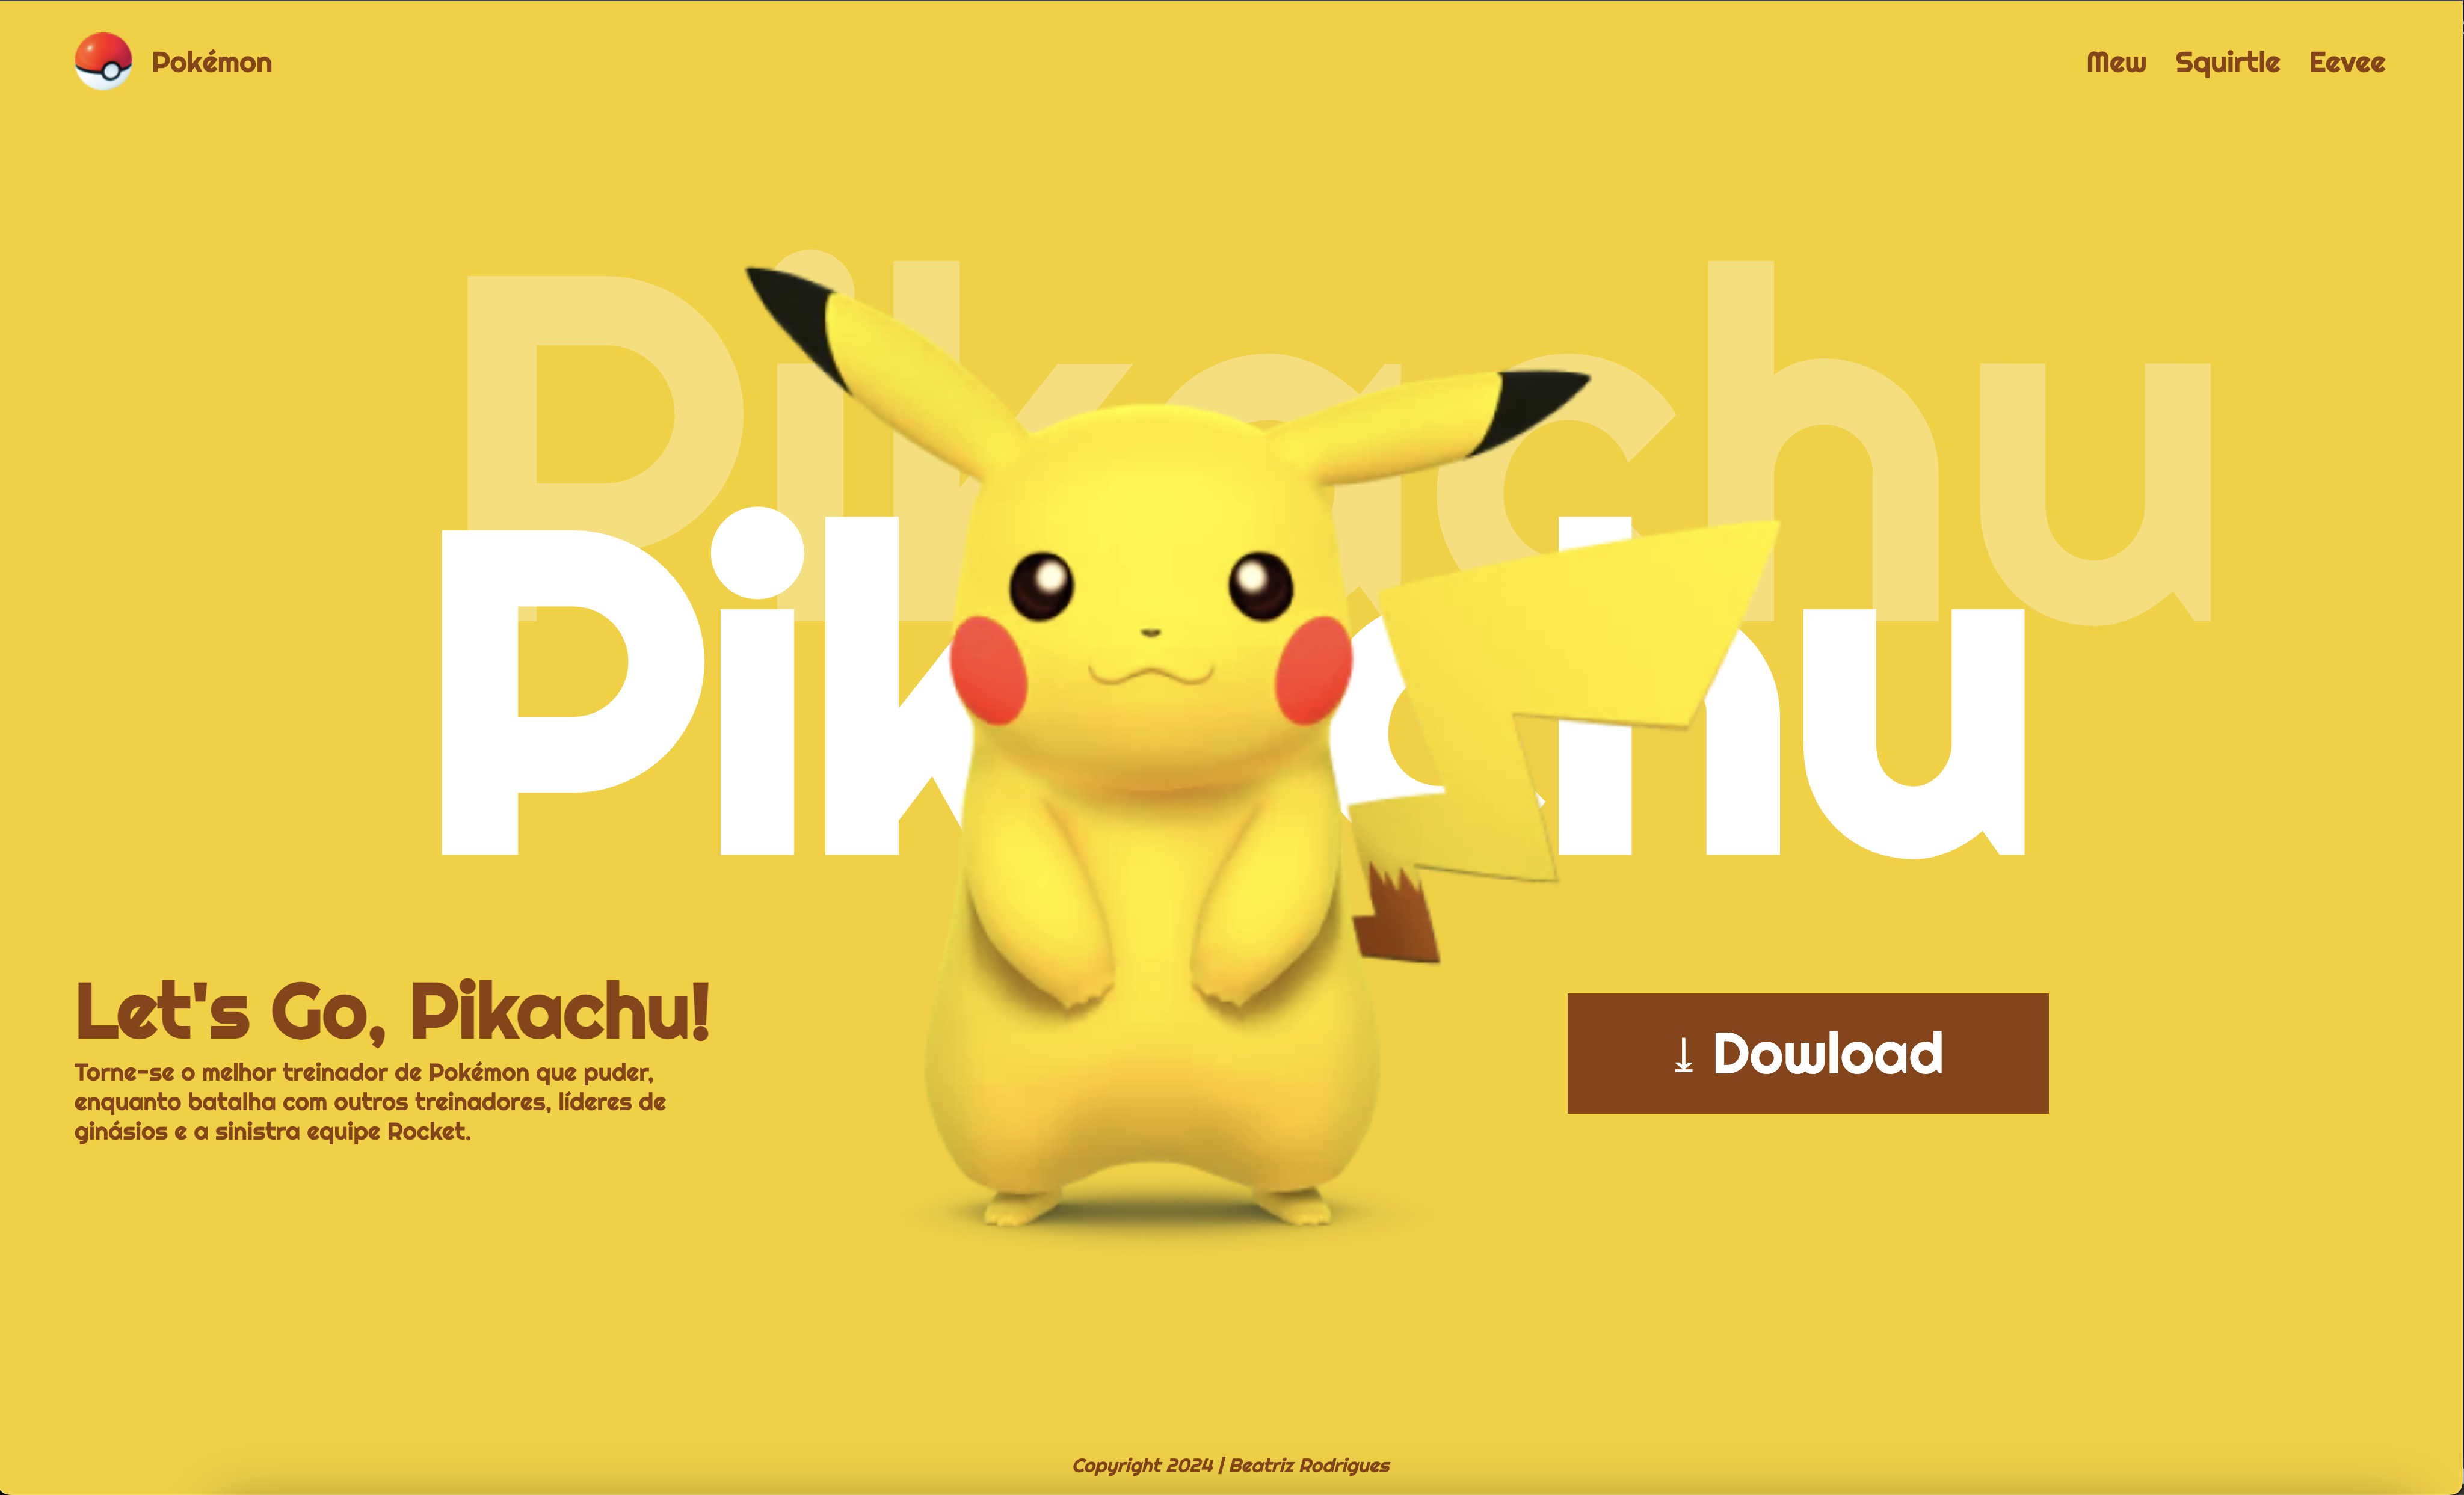 Pokémon
Mew Squirtle Eevee
Pikachu
Pikachu
Let's Go, Pikachu!
Torne-se o melhor treinador de Pokémon que puder,
enquanto batalha com outros treinadores, líderes de
ginásios e a sinistra equipe Rocket.
Dowload
Copyright 2024 | Beatriz Rodrigues